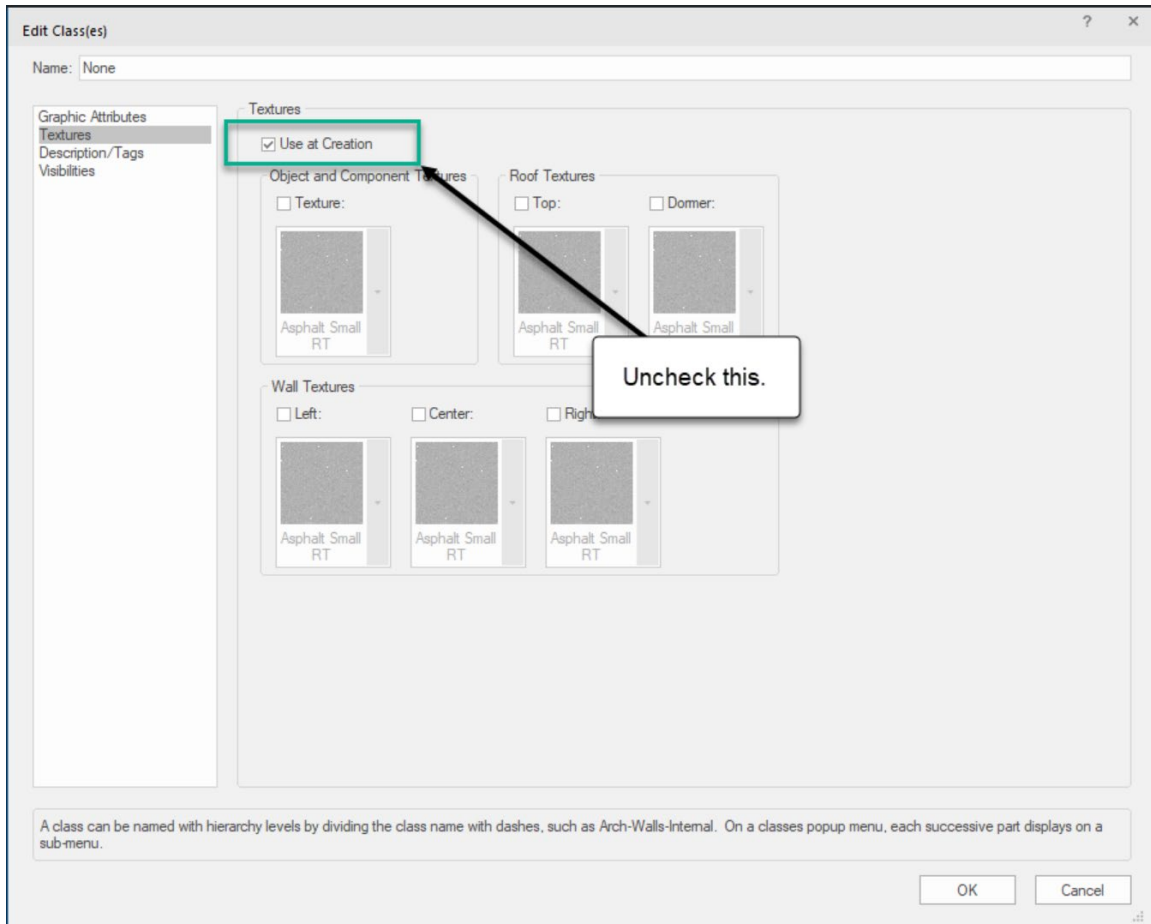 Edit Class(es)
? ×
Name: None
Graphic Attributes
Textures
Description/Tags
Visibilities
Textures
Use at Creation
Object and Component Textures
Roof Textures
Texture:
Top:
Dormer:
Asphalt Small
RT
Asphalt Small
RT
Asphalt Small
Uncheck this.
Wall Textures
Left:
Center:
Asphalt Small
RT
Asphalt Small
RT
Asphalt Small
RT
A class can be named with hierarchy levels by dividing the class name with dashes, such as Arch-Walls-Internal. On a classes popup menu, each successive part displays on a
sub-menu.
OK
Cancel